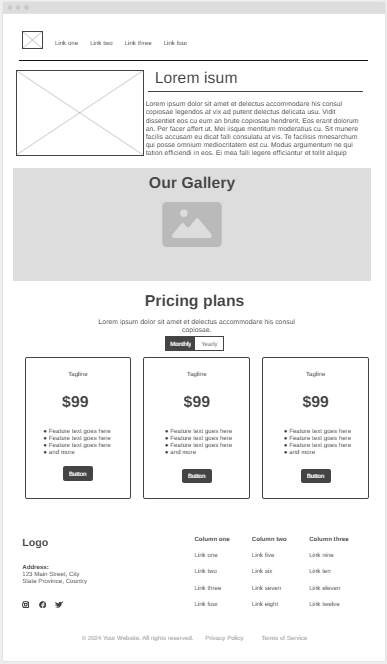 Link one Link two Link three Link four
Lorem isum
Lorem ipsum dolor sit amet et delectus accommodare his consul
copiosae legendos at vix ad putent delectus delicata usu. Vidit
dissentiet eos cu eum an brute copiosae hendrerit. Eos erant dolorum
an. Per facer affert ut. Mei iisque mentitum moderatius cu. Sit munere
facilis accusam eu dicat falli consulatu at vis. Te facilisis mnesarchum
qui posse omnium mediocritatem est cu. Modus argumentum ne qui
tation efficiendi in eos. Ei mea falli legere efficiantur et tollit aliquip
Our Gallery
Pricing plans
Lorem ipsum dolor sit amet et delectus accommodare his consul
copiosae.
Monthly Yearly
Tagline
$99
● Feature text goes here
● Feature text goes here
● Feature text goes here
● and more
Button
Tagline
$99
● Feature text goes here
● Feature text goes here
● Feature text goes here
● and more
Button
Tagline
$99
● Feature text goes here
● Feature text goes here
● Feature text goes here
● and more
Button
Logo
Address:
123 Main Street, City
State Province, Country
Column one
Link one
Link two
Link three
Link four
Column two
Link five
Link six
Link seven
Link eight
Column three
Link nine
Link ten
Link eleven
Link twelve
© 2024 Your Website. All rights reserved. Privacy Policy Terms of Service